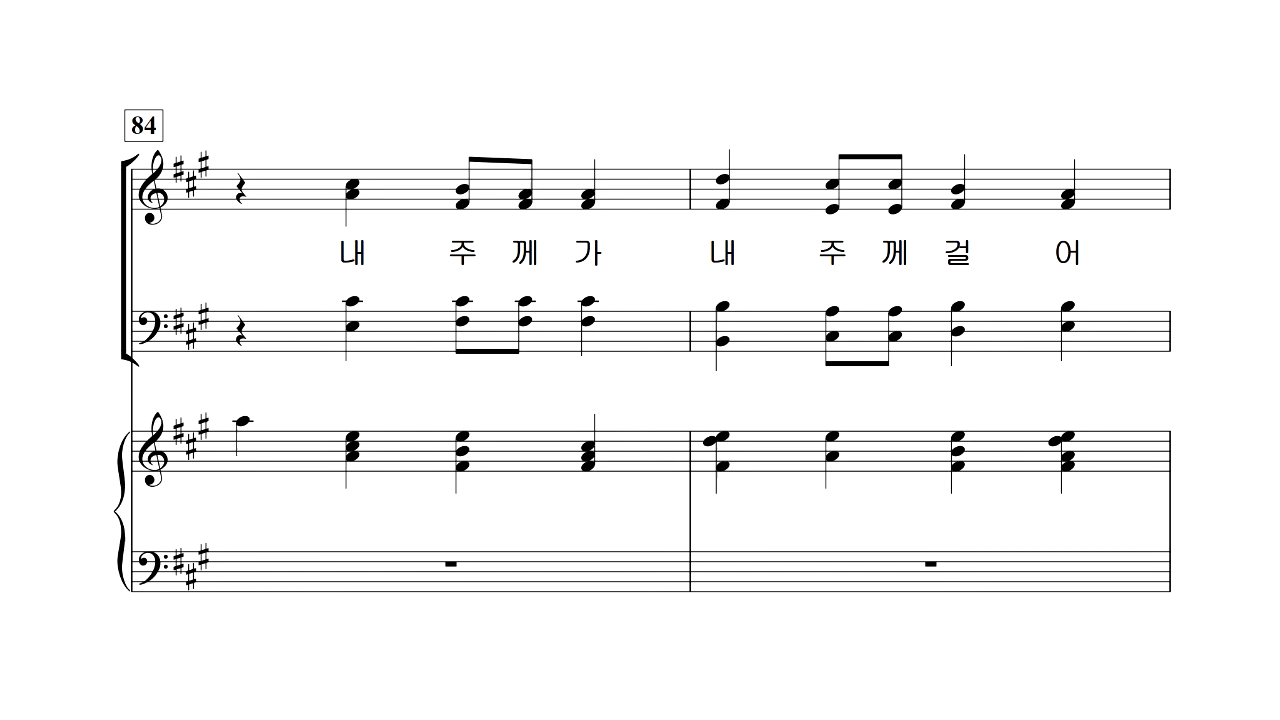 84
내 주 께 가 내 주 께 걸 어